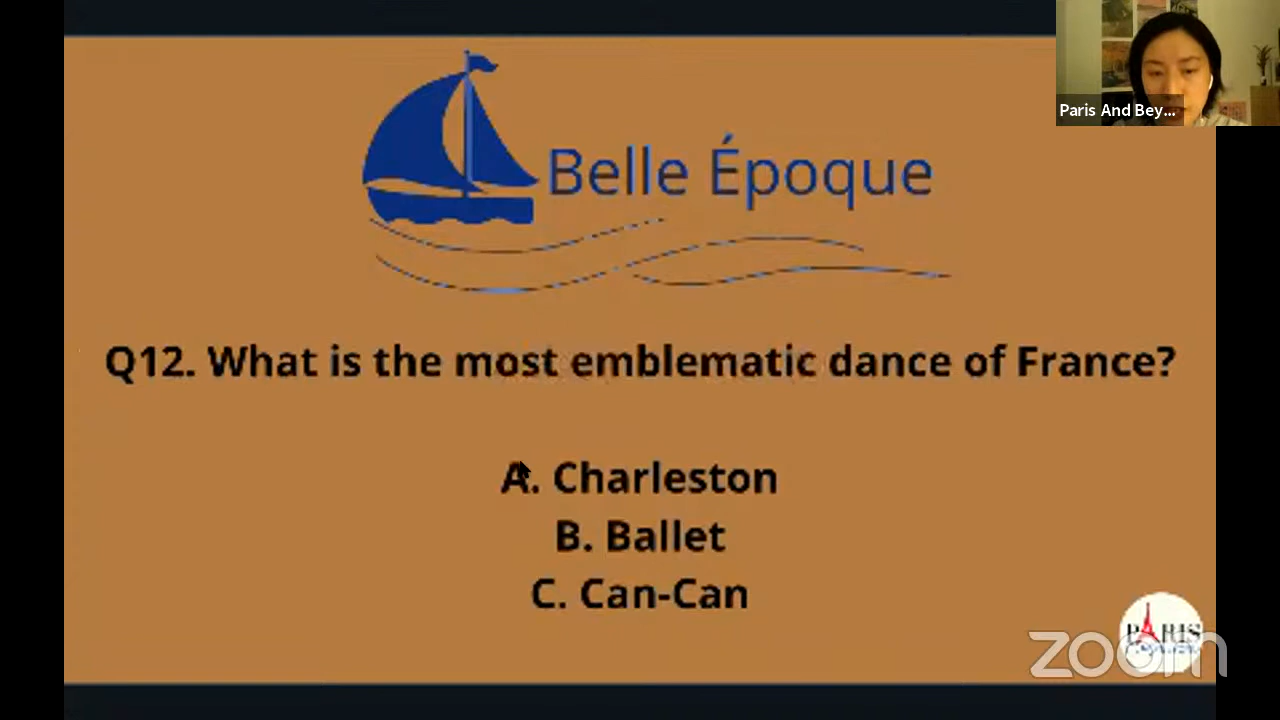 Paris And Bey...
Belle Époque
Q12. What is the most emblematic dance of France?
A. Charleston
B. Ballet
C. Can-Can
PARIS
zoom